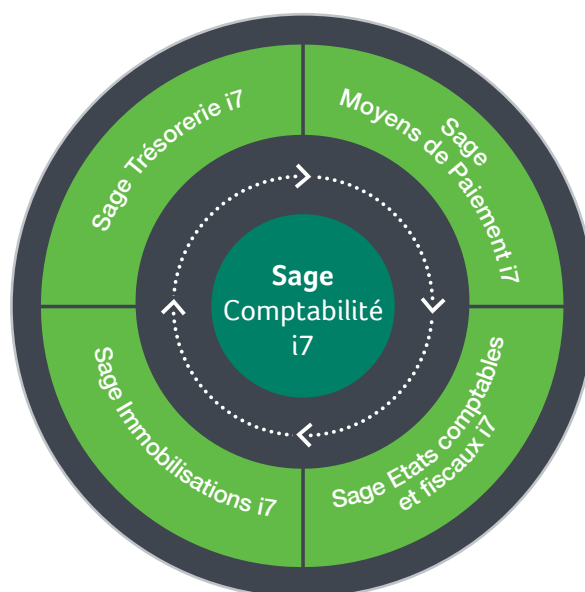 Sage Trésorerie i7
Sage
Moyens de Paiement i7
Sage
Comptabilité
i7
Sage Immobilisations i7
Sage Etats comptables
et fiscaux i7